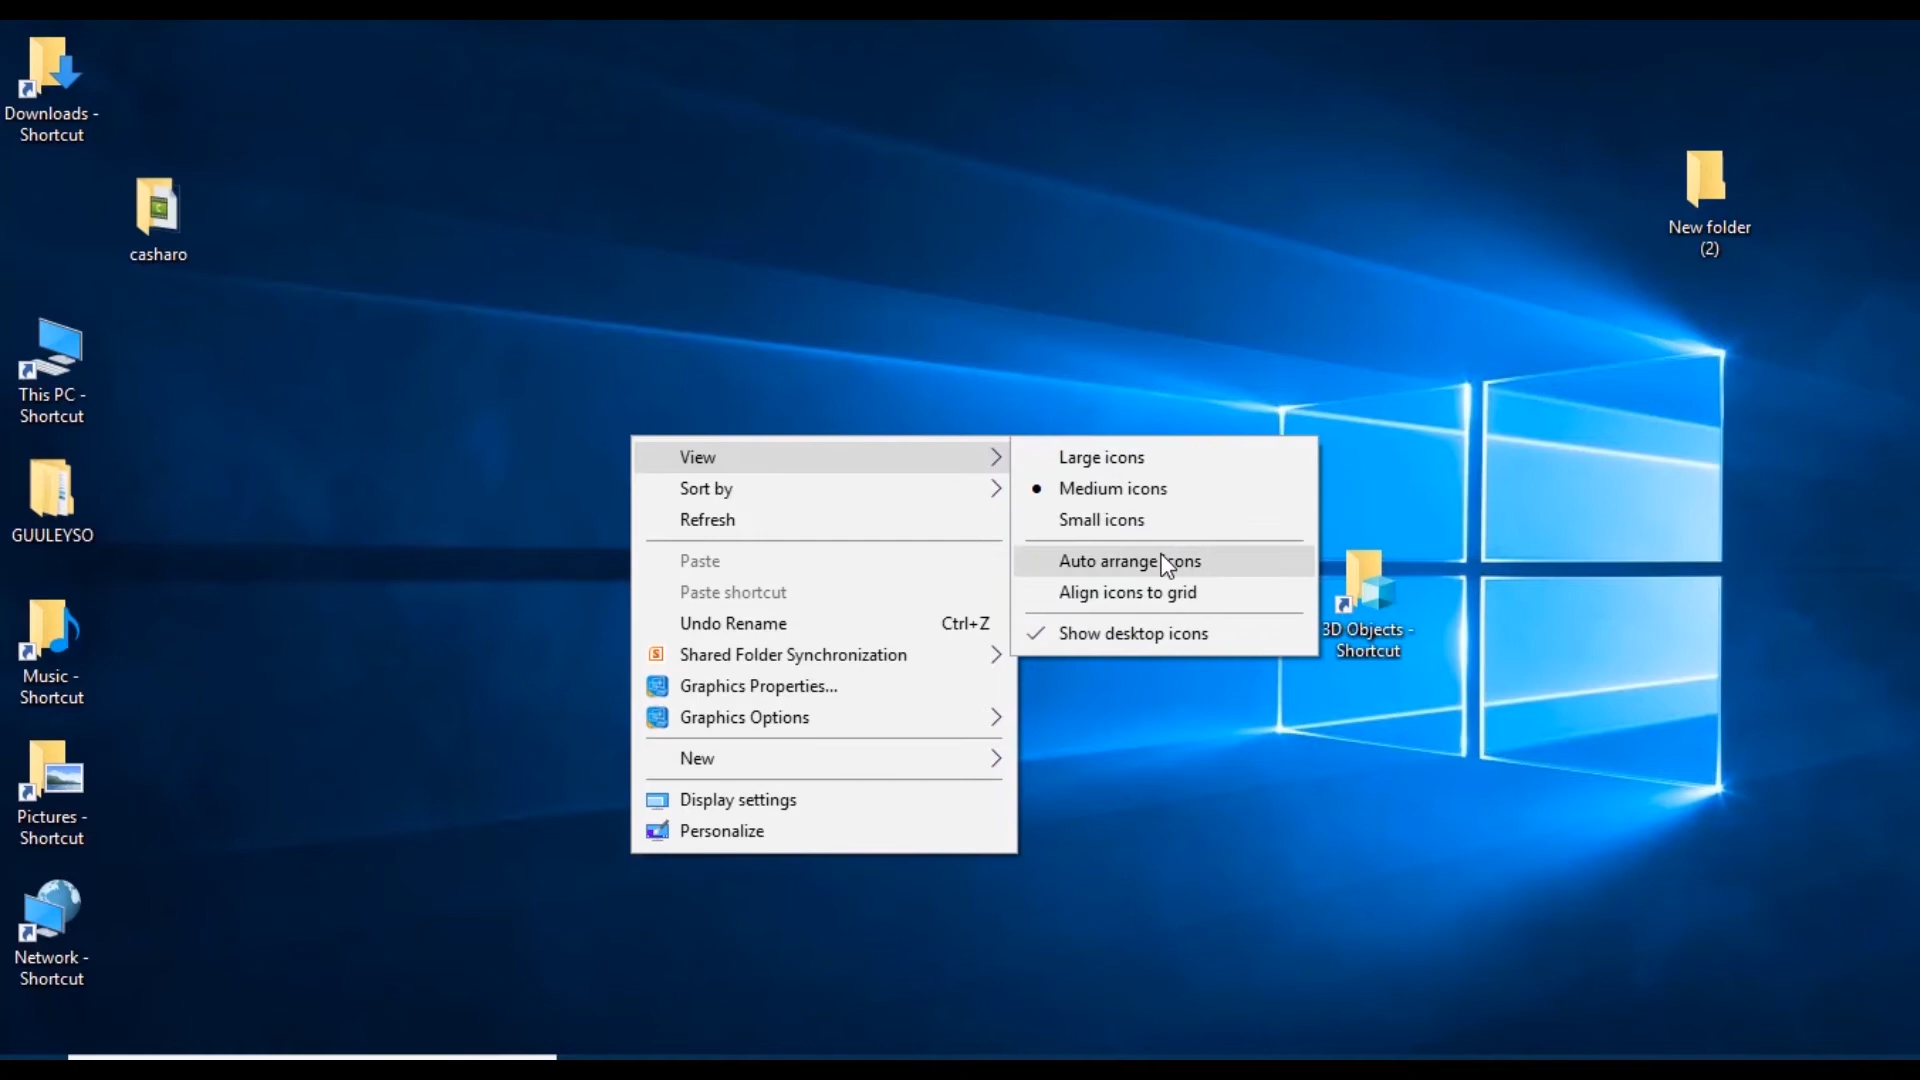 Downloads -
Shortcut
casharo
New folder
(2)
This PC -
Shortcut
GUULEYSO
Music -
Shortcut
Pictures -
Shortcut
Network -
Shortcut
View
Sort by
Refresh
Paste
Paste shortcut
Undo Rename Ctrl+Z
Shared Folder Synchronization
Graphics Properties...
Graphics Options
New
Display settings
Personalize
Large icons
Medium icons
Small icons
Auto arrange icons
Align icons to grid
Show desktop icons
3D Objects -
Shortcut